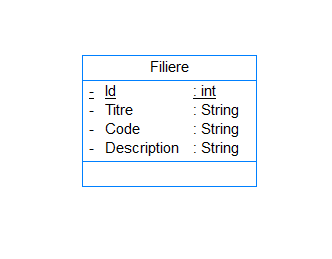 Filiere
- Id : int
- Titre : String
- Code : String
- Description : String